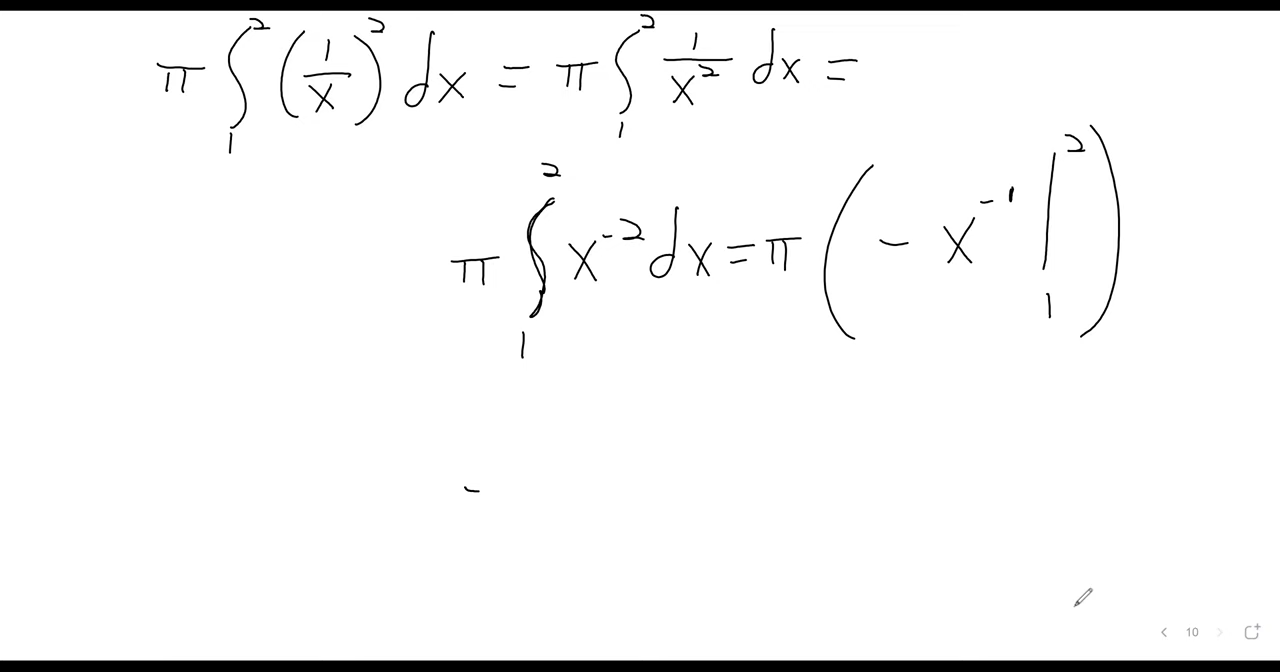 π ∫₁² (1/x)² dx = π ∫₁² 1/x² dx =
π ∫₁² x⁻² dx = π ( - x⁻¹ |₁² )
-
< 10 >